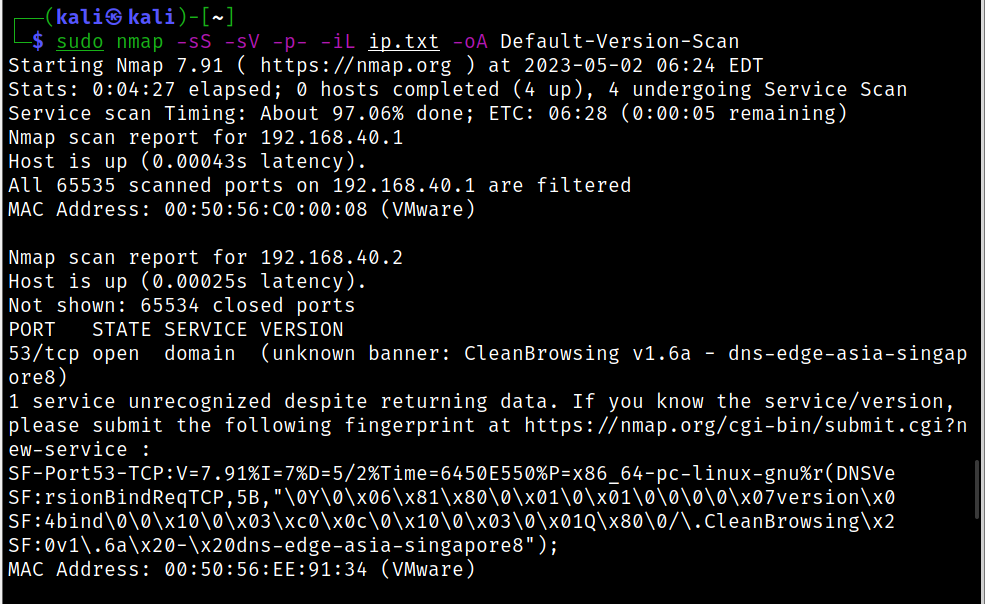 ┌──(kali㉿kali)-[~]
└─$ sudo nmap -sS -sV -p- -iL ip.txt -oA Default-Version-Scan
Starting Nmap 7.91 ( https://nmap.org ) at 2023-05-02 06:24 EDT
Stats: 0:04:27 elapsed; 0 hosts completed (4 up), 4 undergoing Service Scan
Service scan Timing: About 97.06% done; ETC: 06:28 (0:00:05 remaining)
Nmap scan report for 192.168.40.1
Host is up (0.00043s latency).
All 65535 scanned ports on 192.168.40.1 are filtered
MAC Address: 00:50:56:C0:00:08 (VMware)

Nmap scan report for 192.168.40.2
Host is up (0.00025s latency).
Not shown: 65534 closed ports
PORT   STATE SERVICE VERSION
53/tcp open  domain  (unknown banner: CleanBrowsing v1.6a - dns-edge-asia-singap
ore8)
1 service unrecognized despite returning data. If you know the service/version,
please submit the following fingerprint at https://nmap.org/cgi-bin/submit.cgi?n
ew-service :
SF-Port53-TCP:V=7.91%I=7%D=5/2%Time=6450E550%P=x86_64-pc-linux-gnu%r(DNSVe
SF:rsionBindReqTCP,5B,"\0Y\0\x06\x81\x80\0\x01\0\x01\0\0\0\0\x07version\x0
SF:4bind\0\0\x10\0\x03\xc0\x0c\0\x10\0\x03\0\x01Q\x80\0/\.CleanBrowsing\x2
SF:0v1\.6a\x20-\x20dns-edge-asia-singapore8");
MAC Address: 00:50:56:EE:91:34 (VMware)